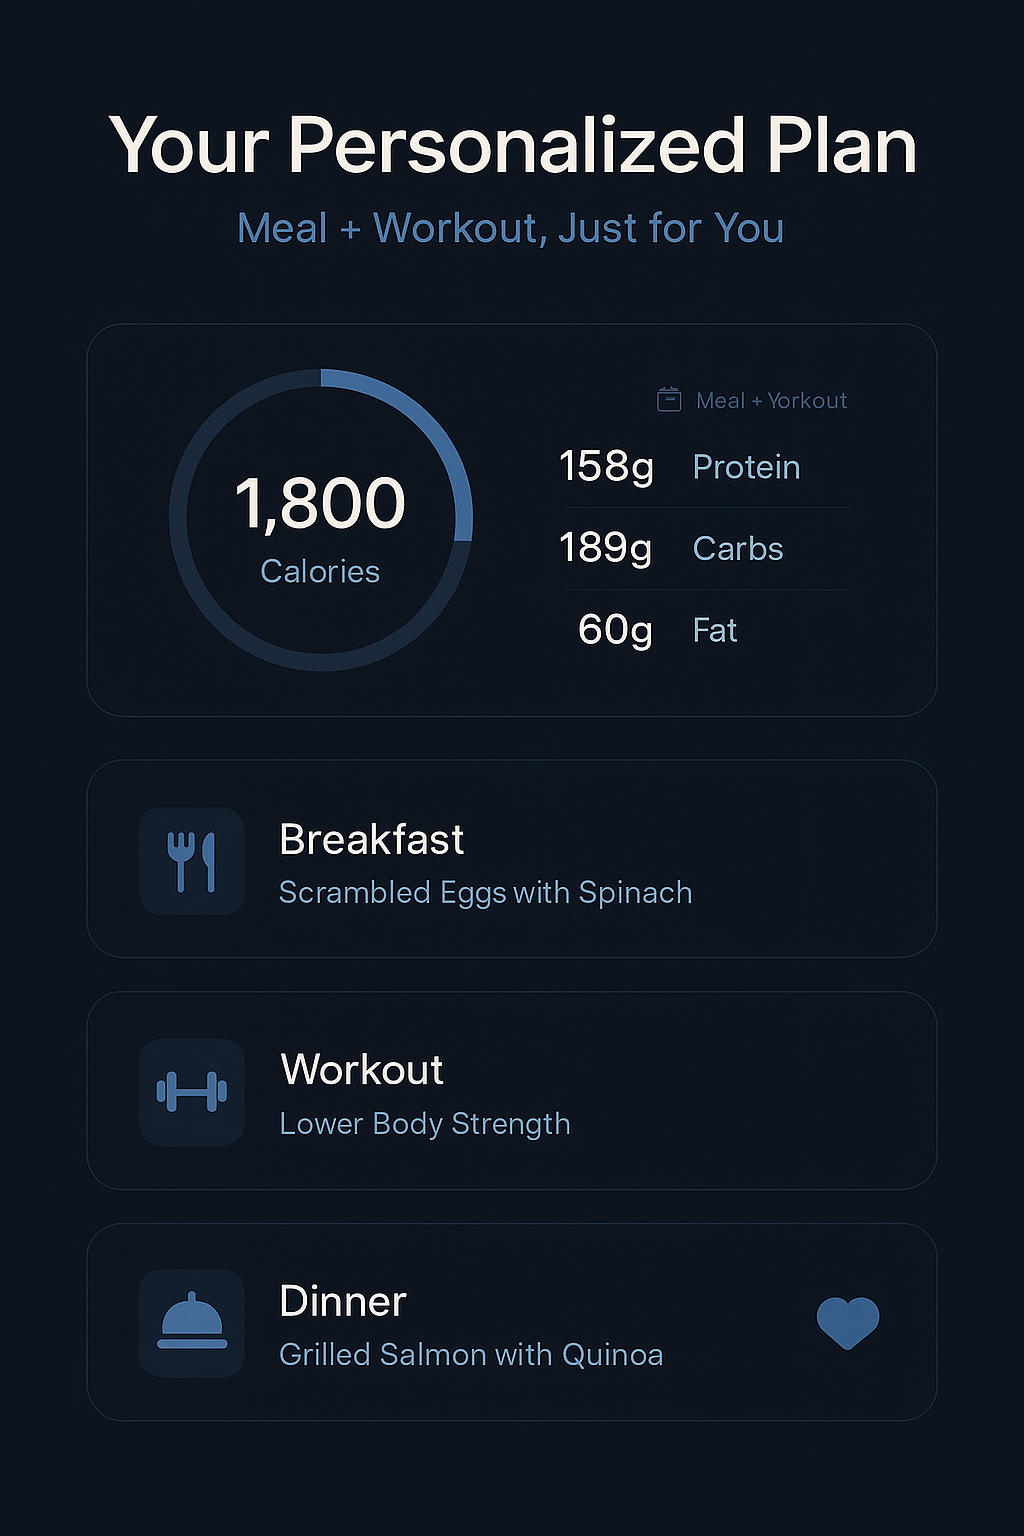 Your Personalized Plan
Meal + Workout, Just for You
1,800
Calories
Meal + Yorkout
158g Protein
189g Carbs
60g Fat
Breakfast
Scrambled Eggs with Spinach
Workout
Lower Body Strength
Dinner
Grilled Salmon with Quinoa